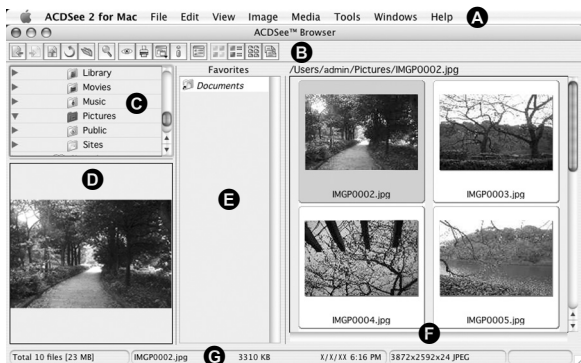 ACDSee 2 for Mac File Edit View Image Media Tools Windows Help A
ACDSee™ Browser
B
Library
Movies
Music
Pictures
Public
Sites
C
D
Favorites
Documents
E
/Users/admin/Pictures/IMGP0002.jpg
IMGP0002.jpg
IMGP0003.jpg
IMGP0004.jpg
IMGP0005.jpg
F
Total 10 files [23 MB] IMGP0002.jpg G 3310 KB X/X/XX 6:16 PM 3872x2592x24 JPEG